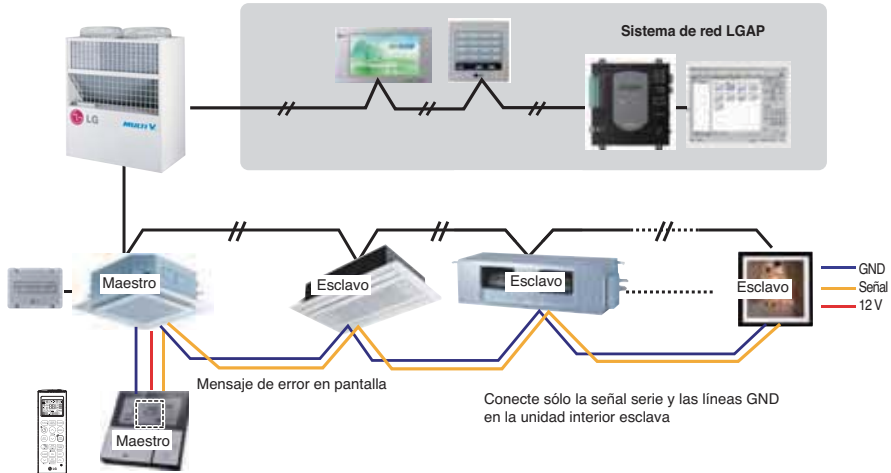 Sistema de red LGAP
LG
MULTI V
Maestro
Esclavo
Esclavo
Esclavo
GND
Señal
12 V
Mensaje de error en pantalla
Conecte sólo la señal serie y las líneas GND
en la unidad interior esclava
Maestro
LG